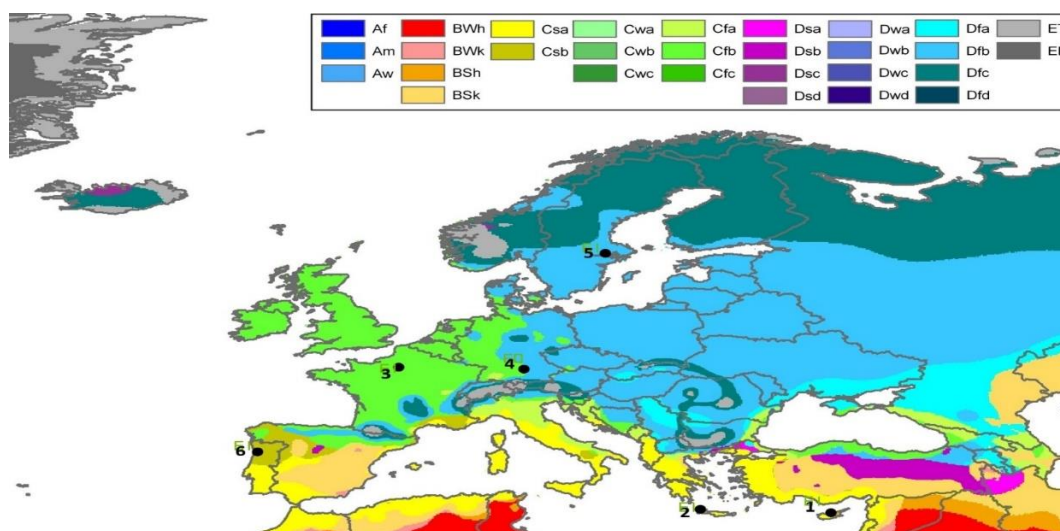 Af BWh Csa Cwa Cfa Dsa Dwa Dfa
Am BWk Csb Cwb Cfb Dsb Dwb Dfb
Aw BSh Cwc Cfc Dsc Dwc Dfc
BSk Dsd Dwd Dfd
5
3
4
6
2
1